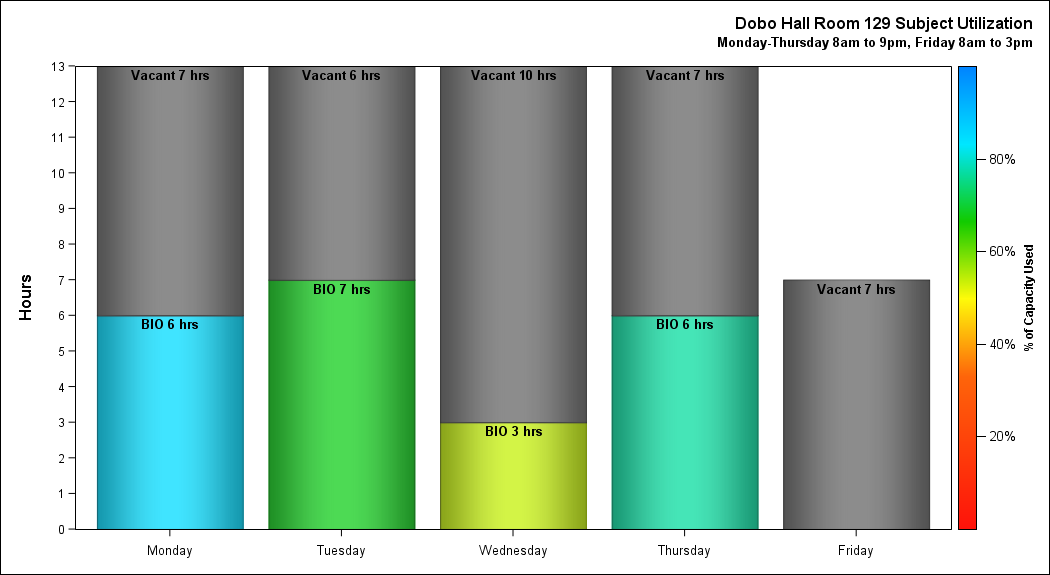 Dobo Hall Room 129 Subject Utilization
Monday-Thursday 8am to 9pm, Friday 8am to 3pm
Hours
13
12
11
10
9
8
7
6
5
4
3
2
1
0
Vacant 7 hrs
BIO 6 hrs
Vacant 6 hrs
BIO 7 hrs
Vacant 10 hrs
BIO 3 hrs
Vacant 7 hrs
BIO 6 hrs
Vacant 7 hrs
Monday
Tuesday
Wednesday
Thursday
Friday
80%
60%
40%
20%
% of Capacity Used